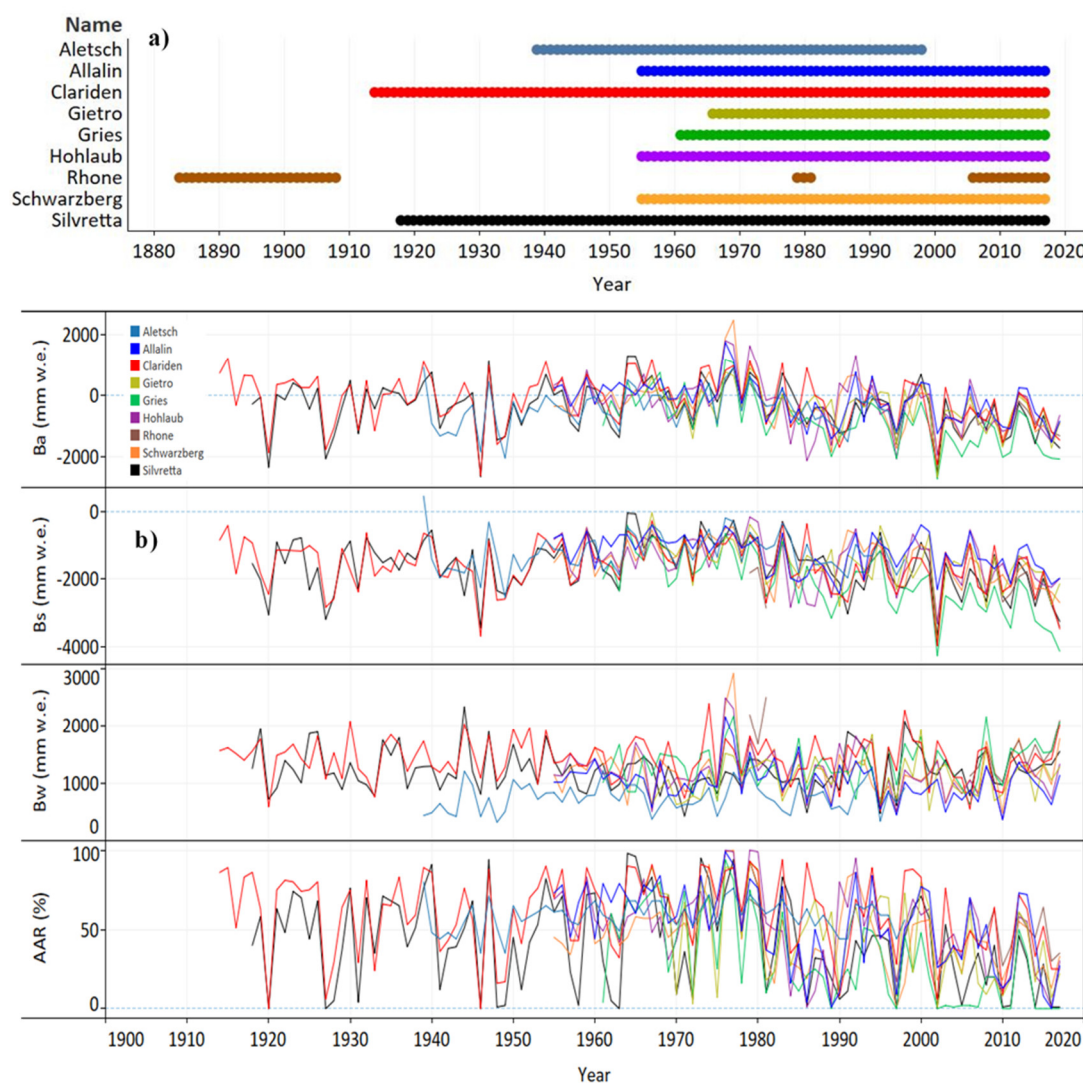 Name
a)
Aletsch
Allalin
Clariden
Gietro
Gries
Hohlaub
Rhone
Schwarzberg
Silvretta
1880 1890 1900 1910 1920 1930 1940 1950 1960 1970 1980 1990 2000 2010 2020
Year
Ba (mm w.e.)
2000
0
-2000
Aletsch
Allalin
Clariden
Gietro
Gries
Hohlaub
Rhone
Schwarzberg
Silvretta
b)
Bs (mm w.e.)
0
-2000
-4000
Bw (mm w.e.)
3000
2000
1000
0
AAR (%)
100
50
0
1900 1910 1920 1930 1940 1950 1960 1970 1980 1990 2000 2010 2020
Year